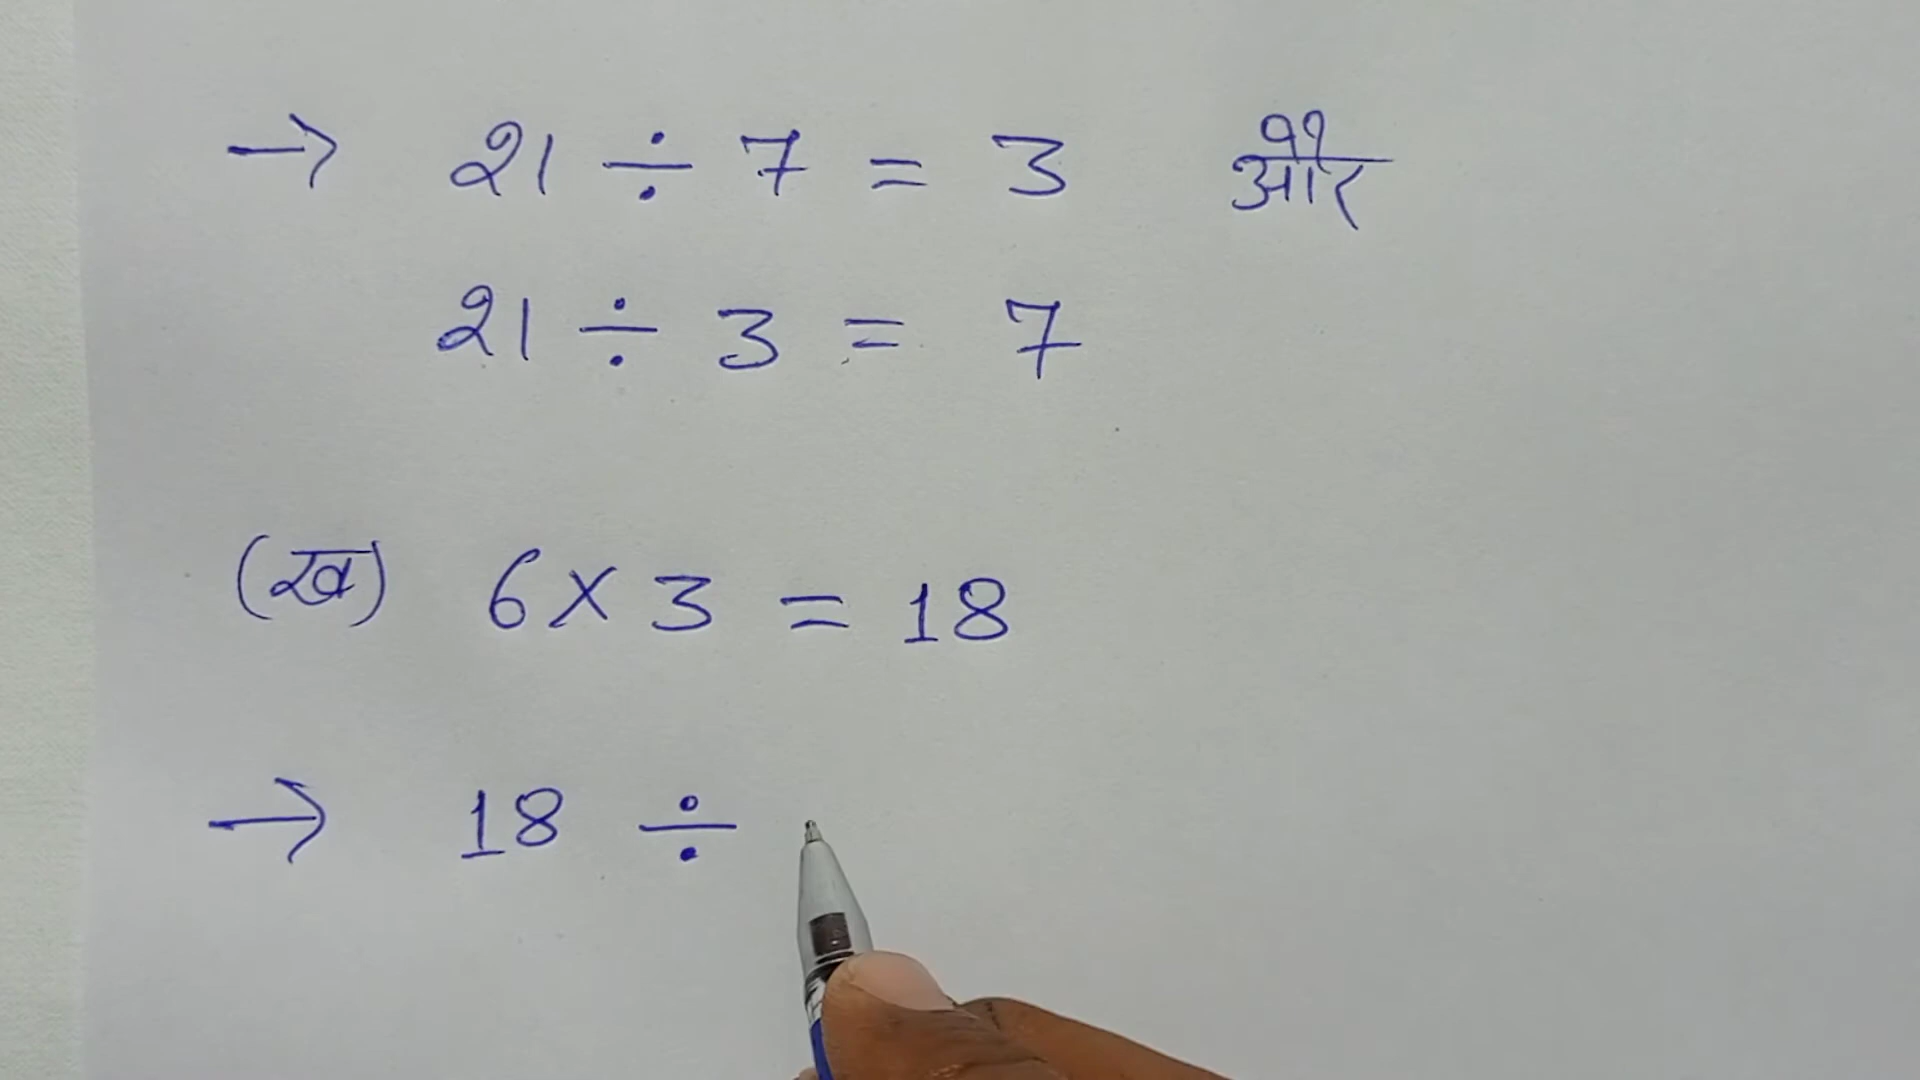 → 21 ÷ 7 = 3 और
21 ÷ 3 = 7
(ख) 6 × 3 = 18
→ 18 ÷